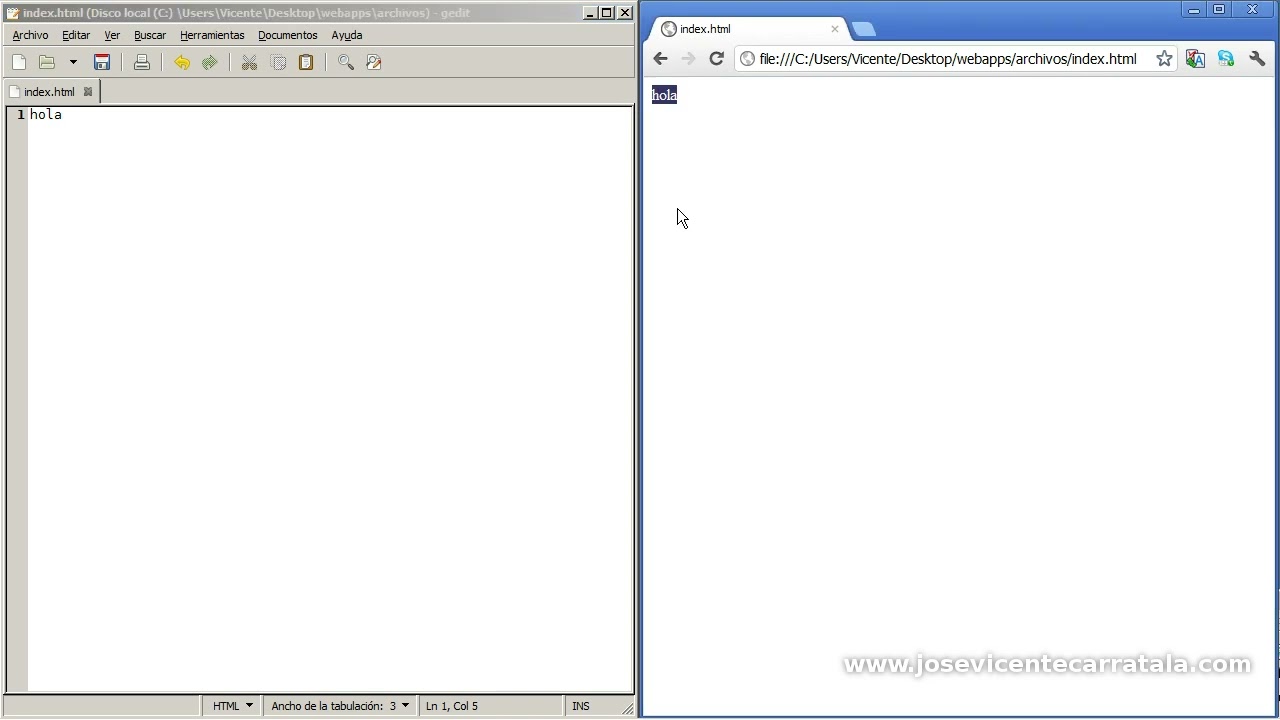 index.html (Disco local (C:) \Users\Vicente\Desktop\webapps\archivos) - gedit
Archivo Editar Ver Buscar Herramientas Documentos Ayuda
index.html
1 hola
HTML Ancho de la tabulación: 3 Ln 1, Col 5 INS
index.html
file:///C:/Users/Vicente/Desktop/webapps/archivos/index.html
hola
www.josevicentecarratala.com